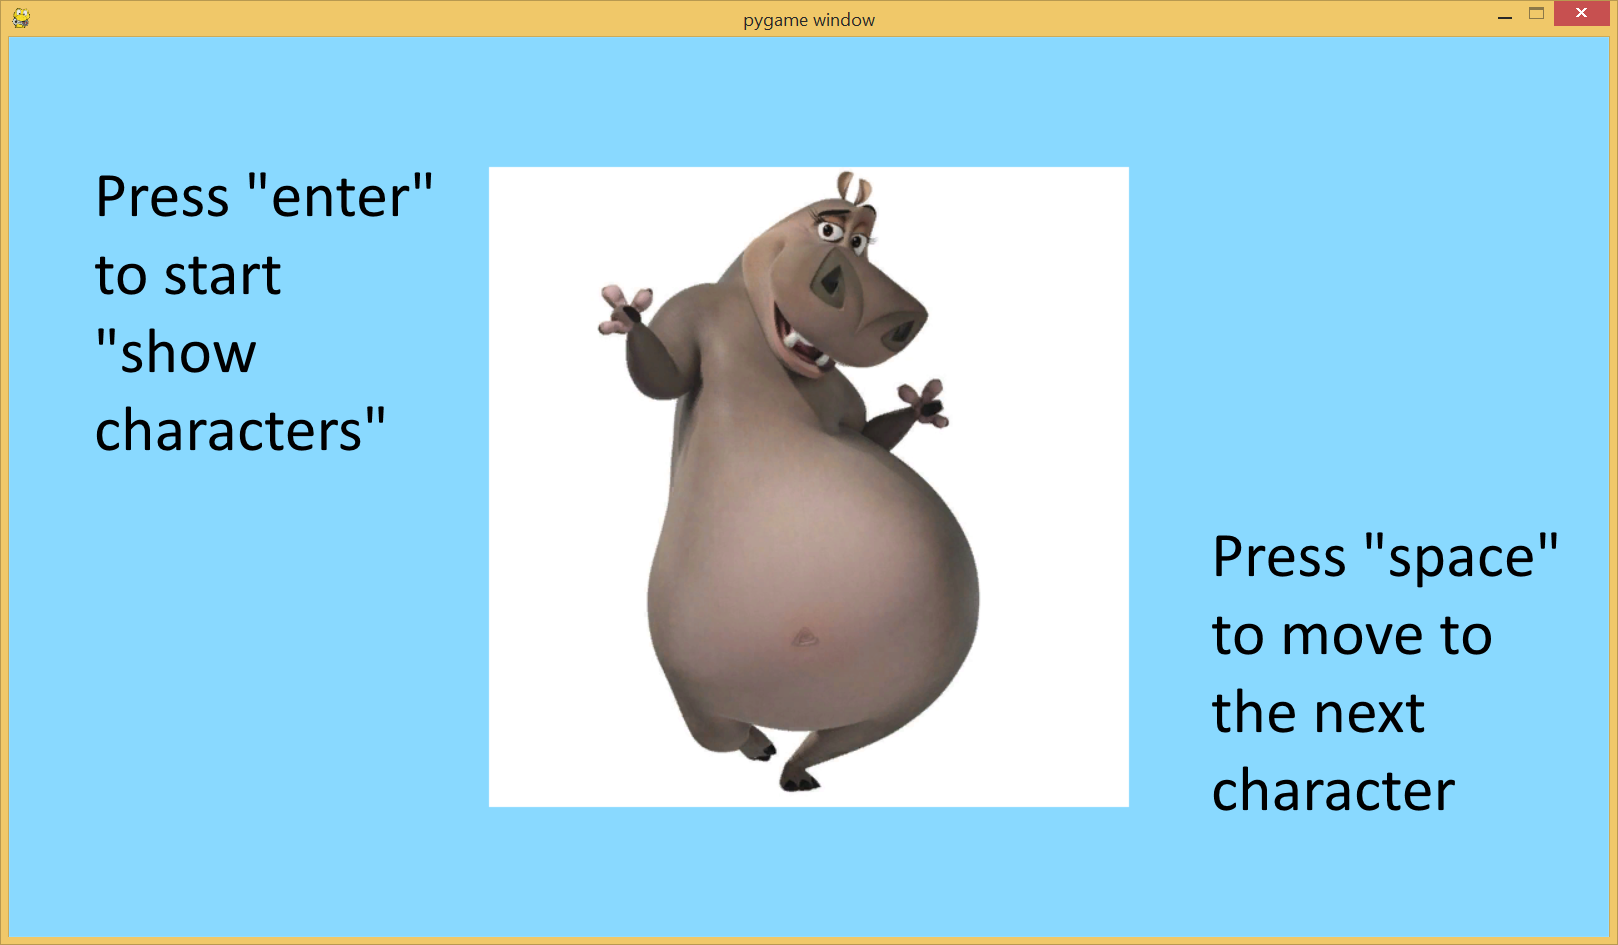 pygame window
Press "enter"
to start
"show
characters"
Press "space"
to move to
the next
character